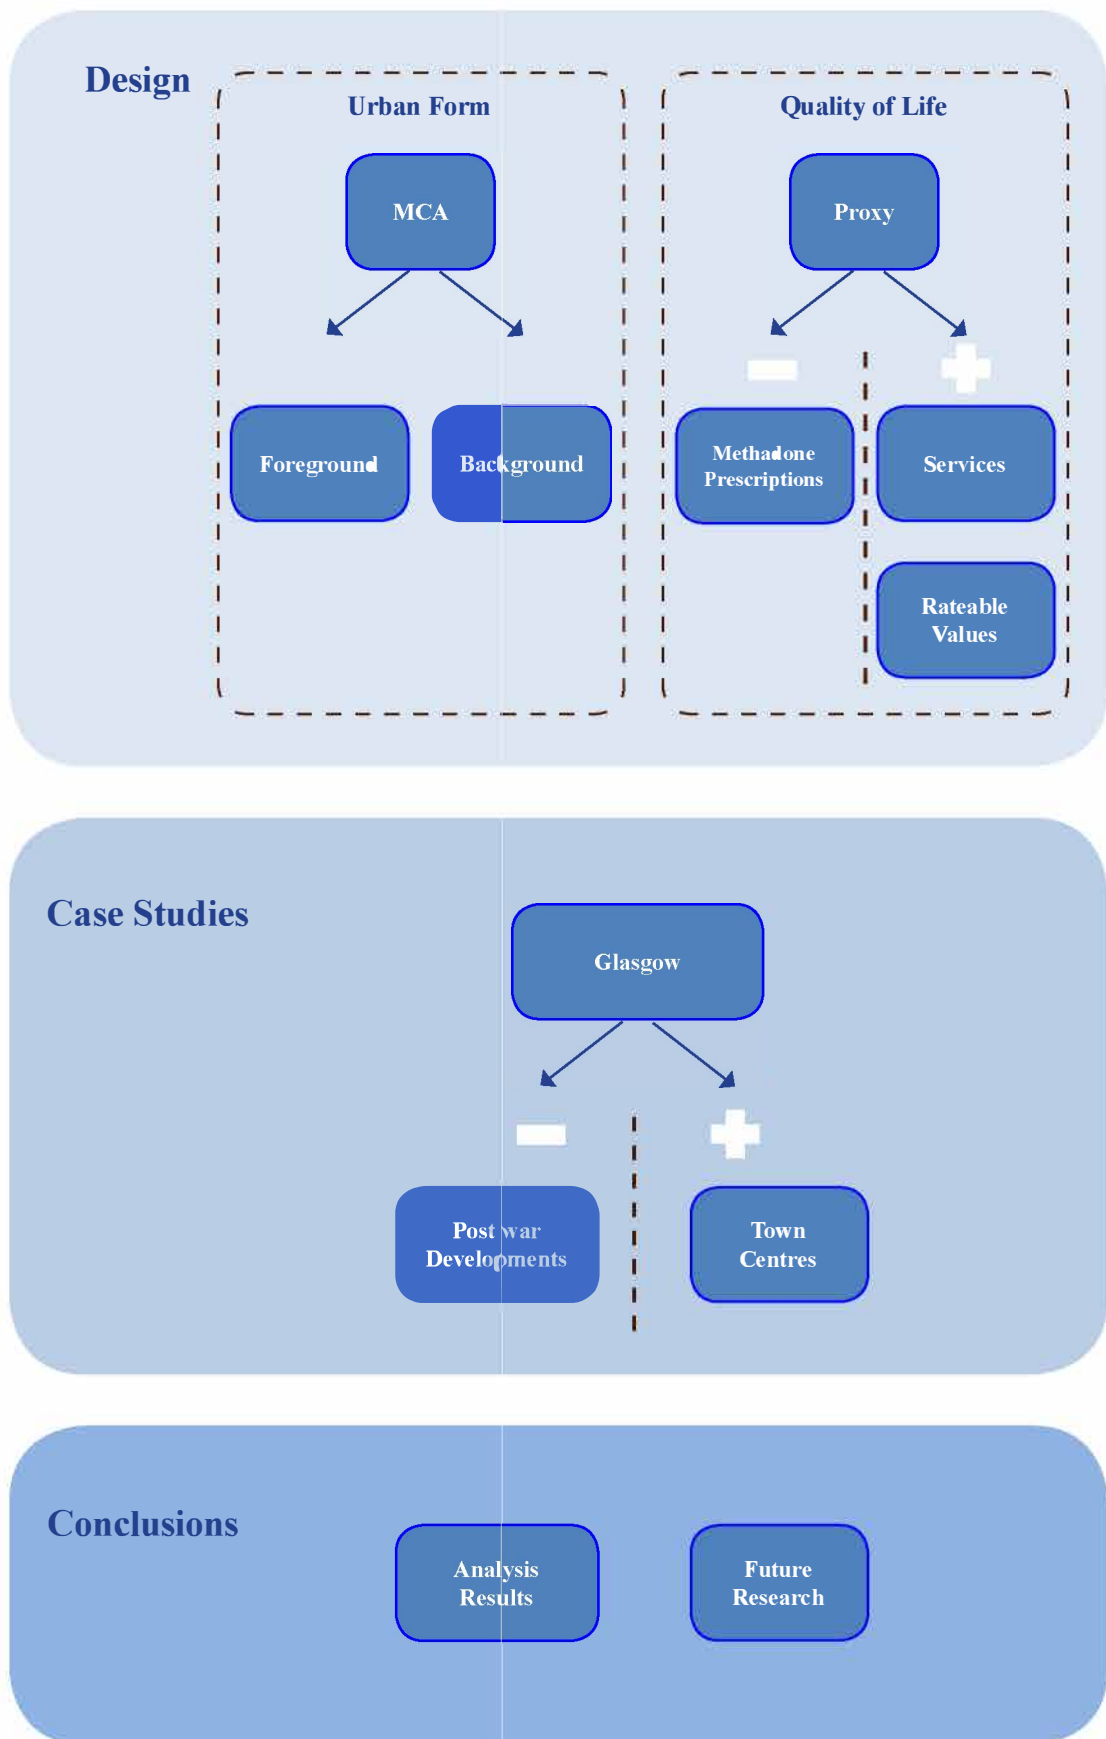 Design
Urban Form
MCA
Foreground
Background
Quality of Life
Proxy
Methadone
Prescriptions
Services
Rateable
Values
Case Studies
Glasgow
Post war
Developments
Town
Centres
Conclusions
Analysis
Results
Future
Research